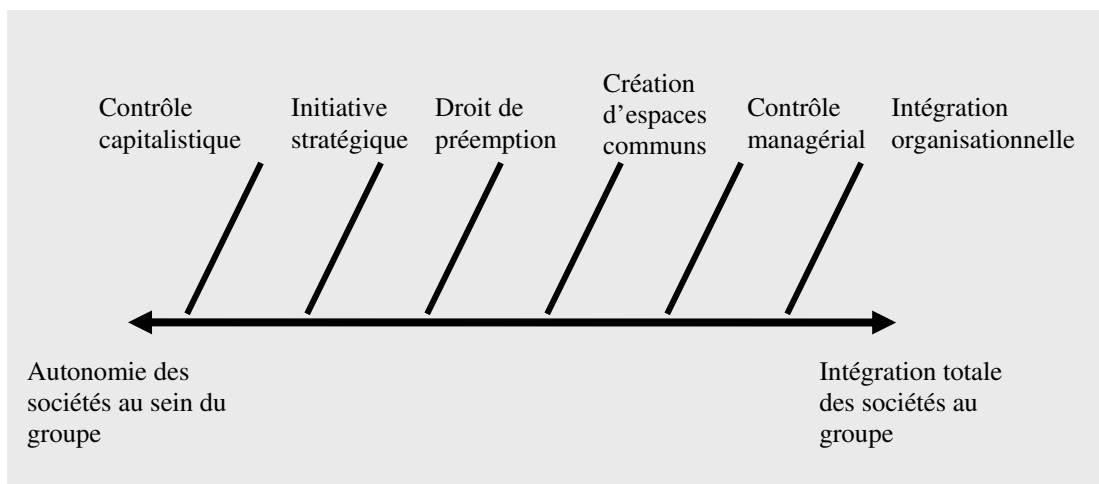 Contrôle
capitalistique
Initiative
stratégique
Droit de
préemption
Création
d'espaces
communs
Contrôle
managérial
Intégration
organisationnelle
Autonomie des
sociétés au sein du
groupe
Intégration totale
des sociétés au
groupe